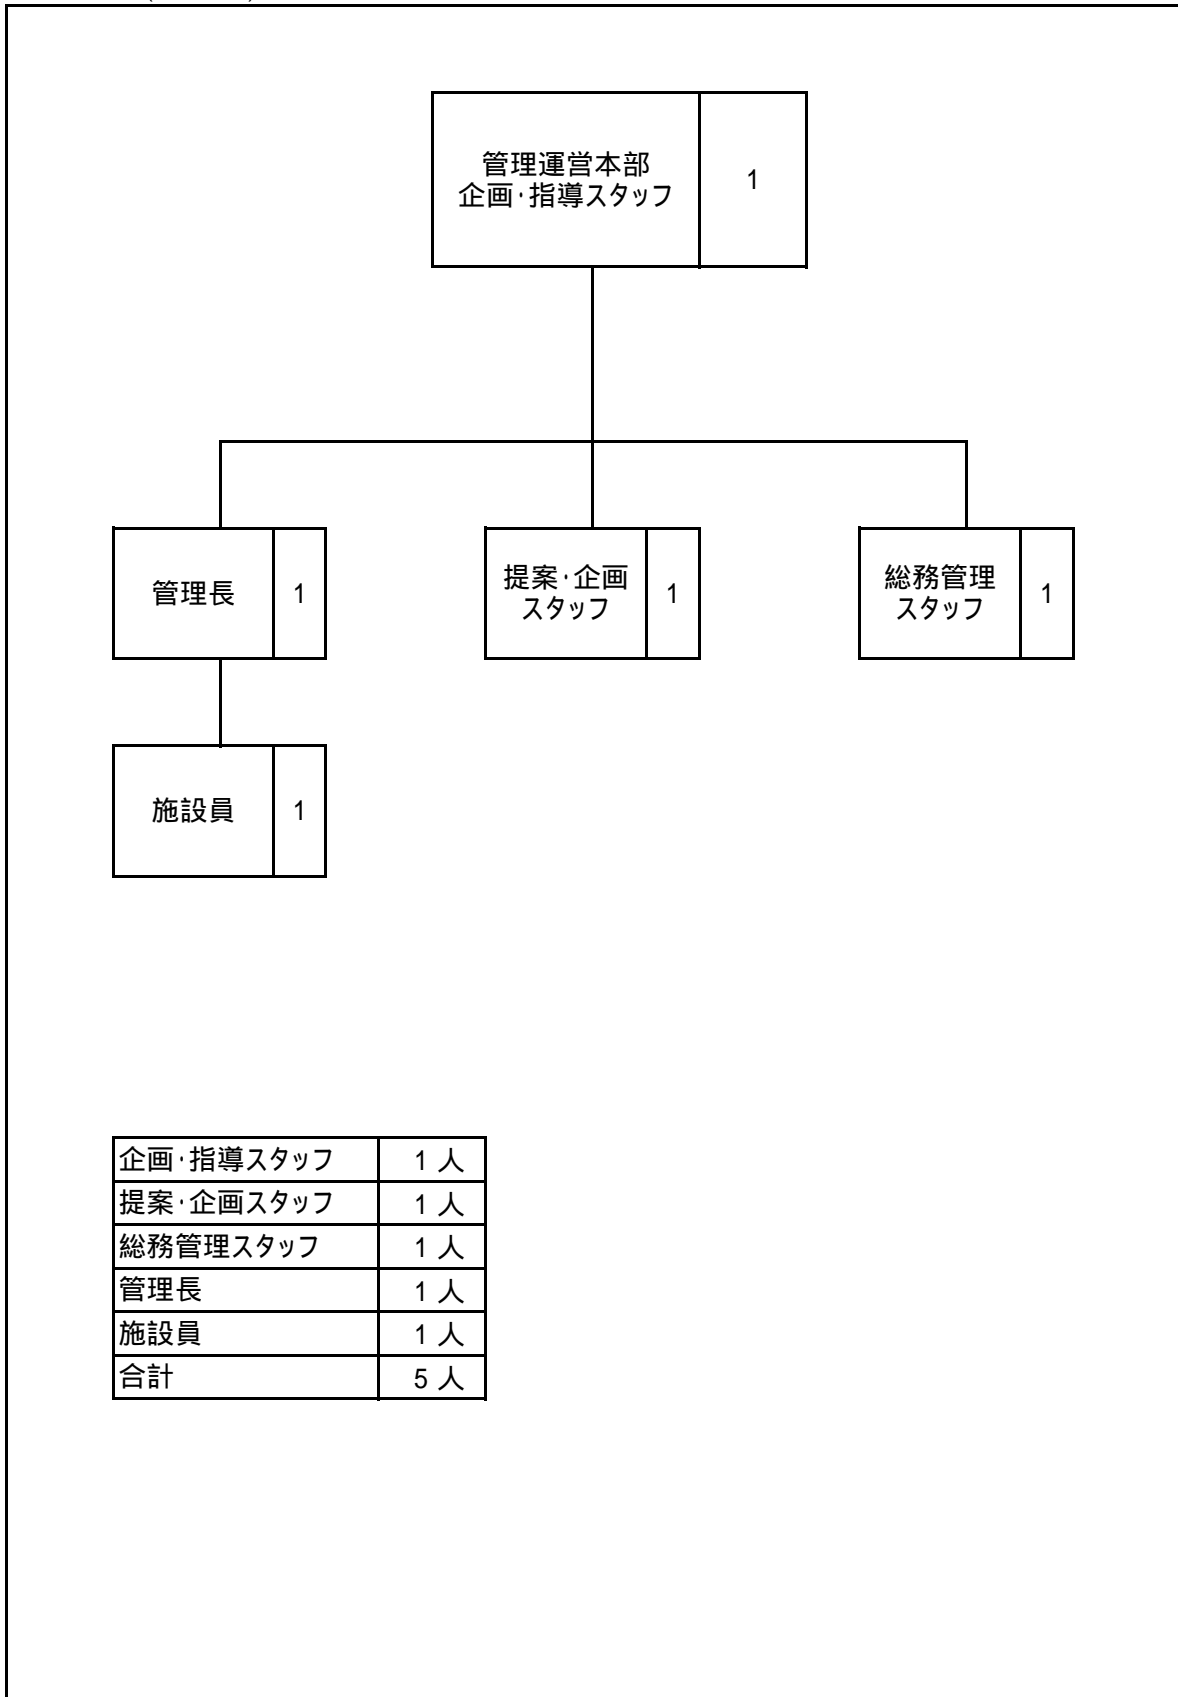 管理運営本部
企画・指導スタッフ
1
管理長
1
提案・企画
スタッフ
1
総務管理
スタッフ
1
施設員
1
企画・指導スタッフ 1 人
提案・企画スタッフ 1 人
総務管理スタッフ 1 人
管理長 1 人
施設員 1 人
合計 5 人